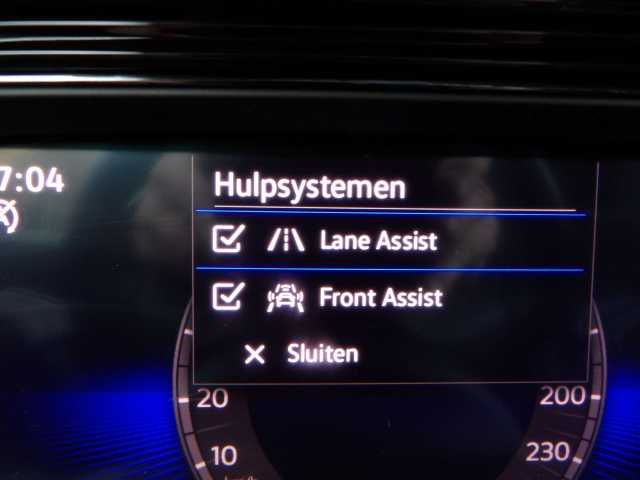 7:04
Hulpsystemen
Lane Assist
Front Assist
Sluiten
20
200
10
230